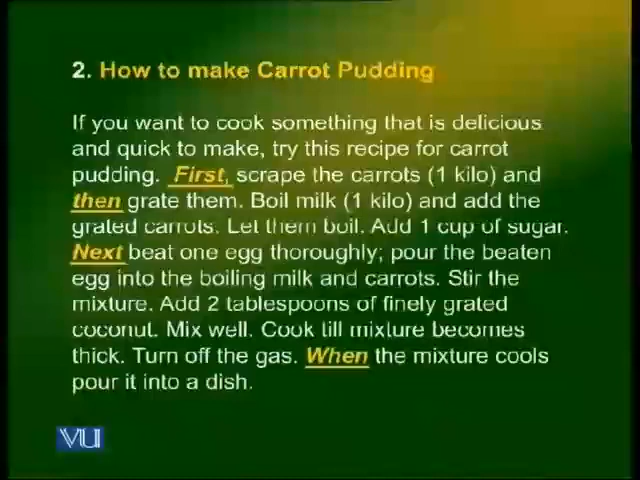 2. How to make Carrot Pudding
If you want to cook something that is delicious
and quick to make, try this recipe for carrot
pudding. First, scrape the carrots (1 kilo) and
then grate them. Boil milk (1 kilo) and add the
grated carrots. Let them boil. Add 1 cup of sugar.
Next beat one egg thoroughly; pour the beaten
egg into the boiling milk and carrots. Stir the
mixture. Add 2 tablespoons of finely grated
coconut. Mix well. Cook till mixture becomes
thick. Turn off the gas. When the mixture cools
pour it into a dish.
VU